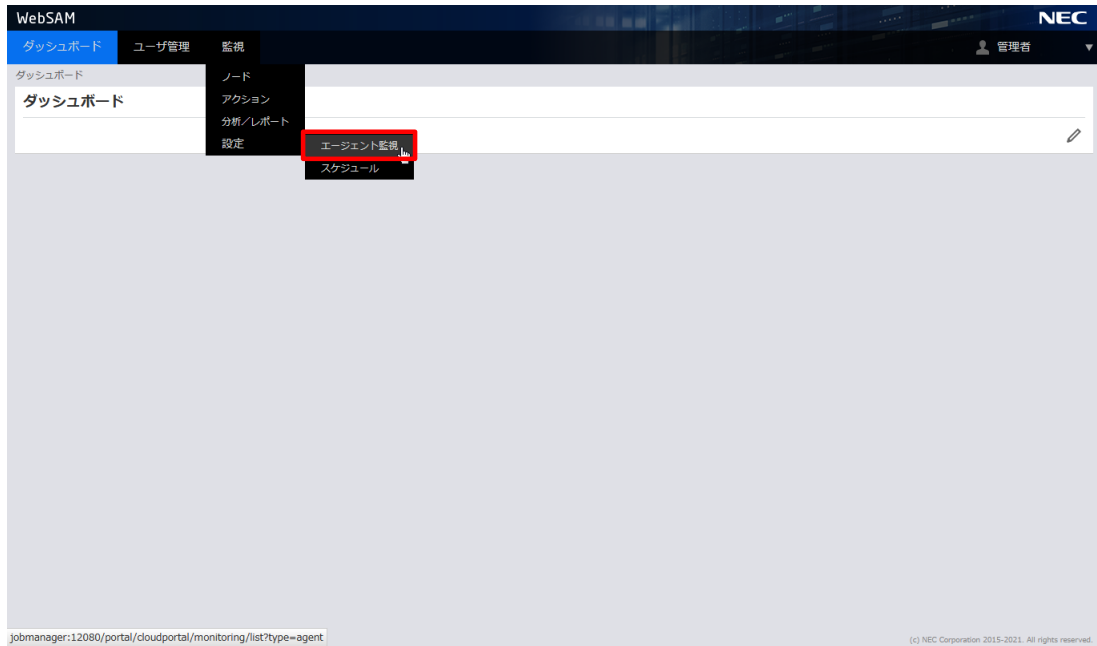 WebSAM
NEC
ダッシュボード ユーザ管理 監視 管理者
ダッシュボード
ダッシュボード
ノード
アクション
分析／レポート
設定
エージェント監視
スケジュール
jobmanager:12080/portal/cloudportal/monitoring/list?type=agent
(c) NEC Corporation 2015-2021. All rights reserved.